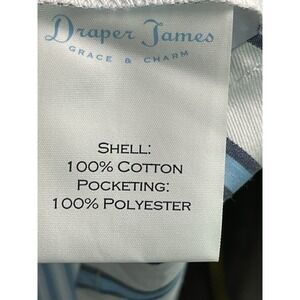 Draper James
GRACE & CHARM
SHELL:
100% COTTON
POCKETING:
100% POLYESTER